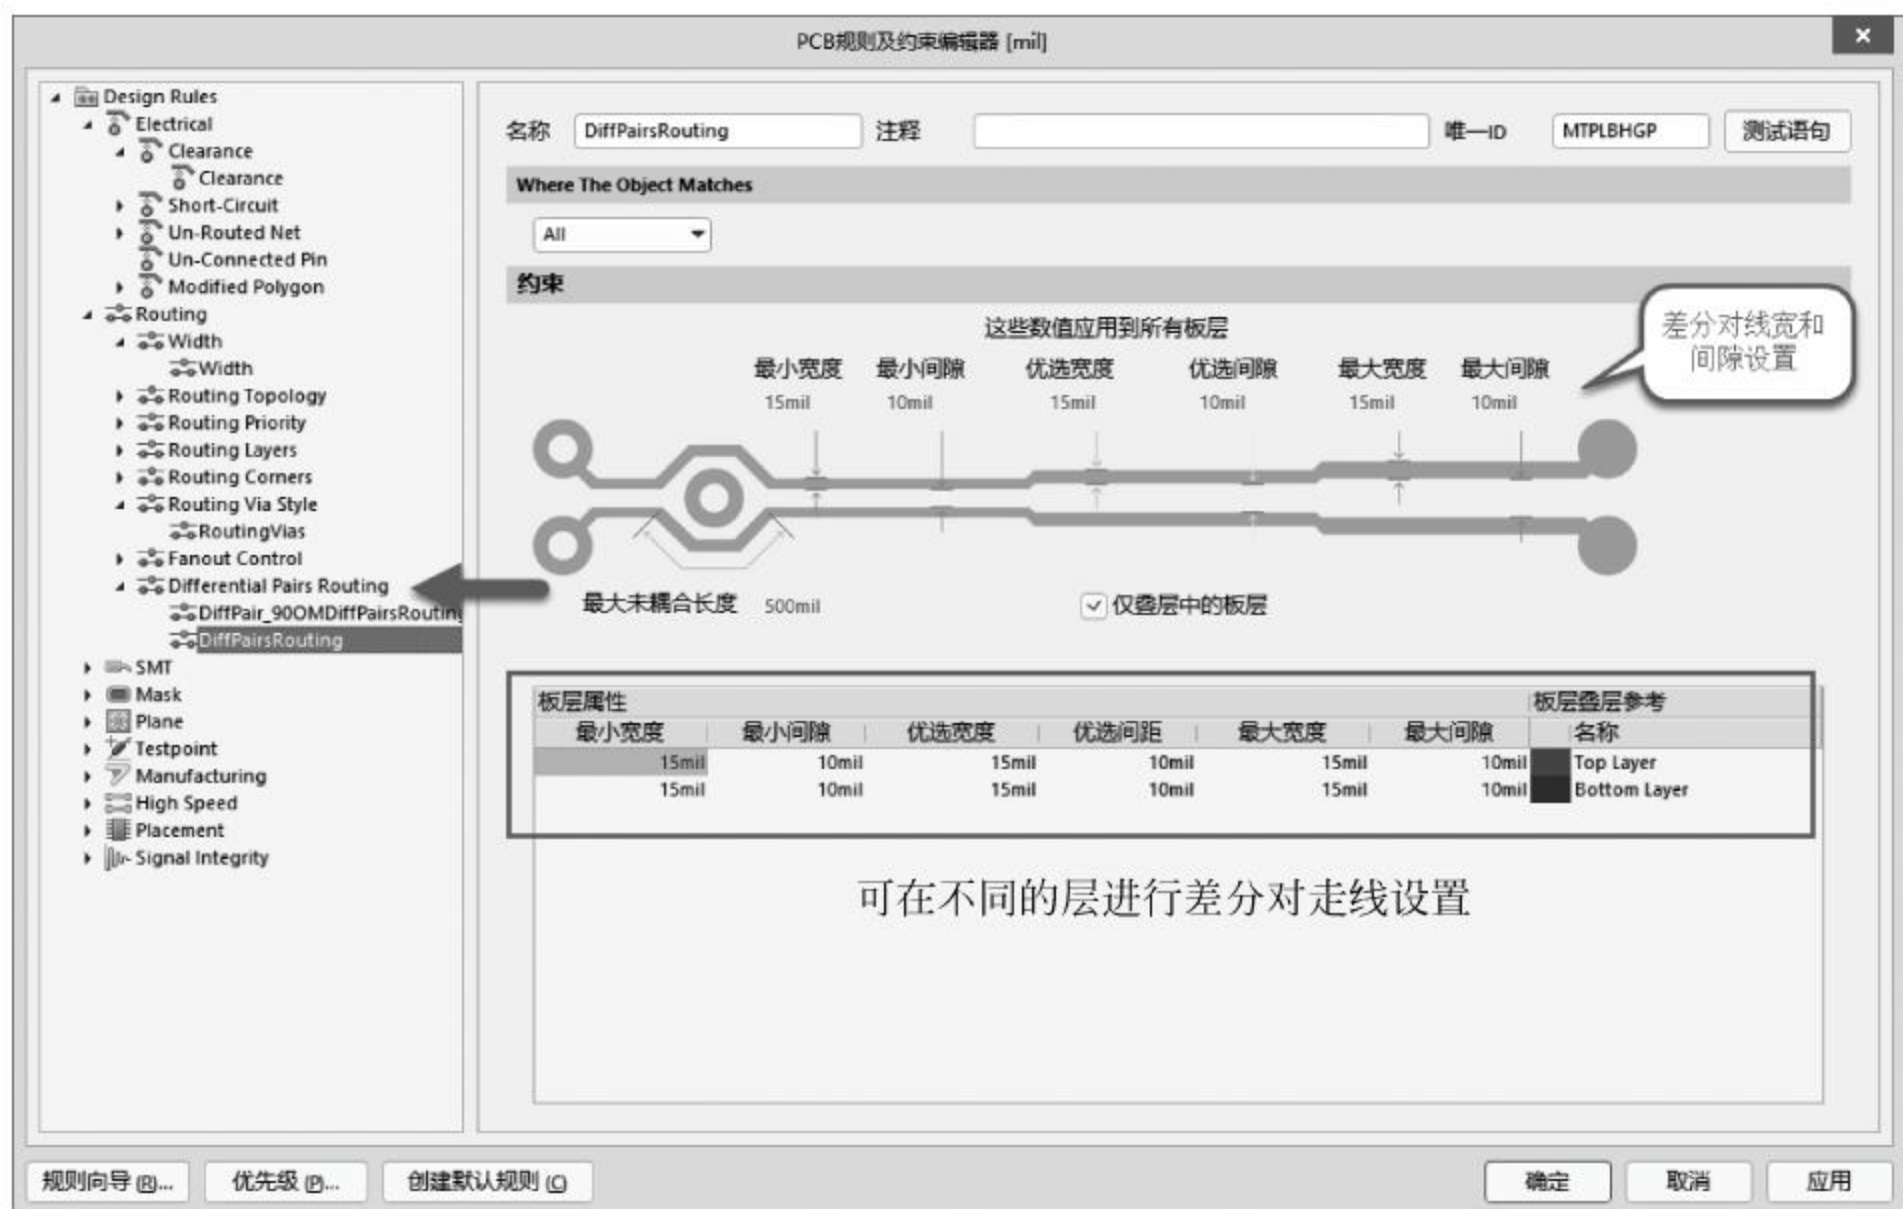 PCB规则及约束编辑器 [mil]
Design Rules
Electrical
Clearance
Clearance
Short-Circuit
Un-Routed Net
Un-Connected Pin
Modified Polygon
Routing
Width
Width
Routing Topology
Routing Priority
Routing Layers
Routing Corners
Routing Via Style
RoutingVias
Fanout Control
Differential Pairs Routing
DiffPair_90OMDiffPairsRouting
DiffPairsRouting
SMT
Mask
Plane
Testpoint
Manufacturing
High Speed
Placement
Signal Integrity
名称 DiffPairsRouting 注释 唯一ID MTPLBHGP 测试语句
Where The Object Matches
All
约束
差分对线宽和
间隙设置
这些数值应用到所有板层
最小宽度 最小间隙 优选宽度 优选间隙 最大宽度 最大间隙
15mil 10mil 15mil 10mil 15mil 10mil
最大未耦合长度 500mil 仅叠层中的板层
板层属性 板层叠层参考
最小宽度 最小间隙 优选宽度 优选间距 最大宽度 最大间隙 名称
15mil 10mil 15mil 10mil 15mil 10mil Top Layer
15mil 10mil 15mil 10mil 15mil 10mil Bottom Layer
可在不同的层进行差分对走线设置
规则向导 (R)... 优先级 (P)... 创建默认规则 (C) 确定 取消 应用